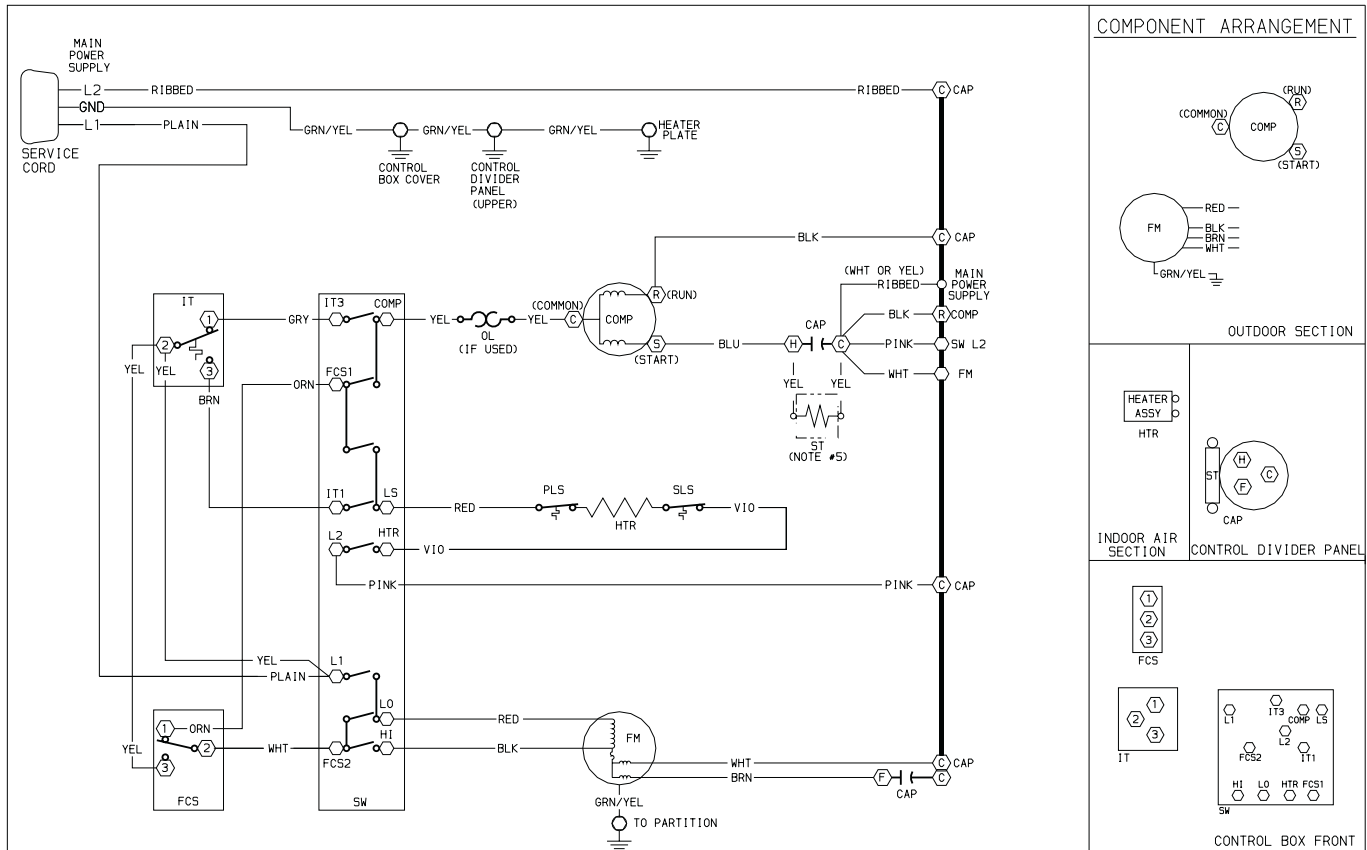 MAIN
POWER
SUPPLY
L2 RIBBED RIBBED C CAP
GND
L1 PLAIN
SERVICE
CORD
GRN/YEL GRN/YEL GRN/YEL HEATER
PLATE
CONTROL
BOX COVER
CONTROL
DIVIDER
PANEL
(UPPER)
BLK C CAP
(WHT OR YEL)
RIBBED MAIN
POWER
SUPPLY
IT
1
2
3
GRY
YEL
YEL
BRN
ORN
IT3 COMP
YEL
OL
(IF USED)
YEL
(COMMON)
C
COMP
R (RUN)
S
(START)
BLU
H
CAP
C
BLK R COMP
PINK SW L2
WHT FM
YEL YEL
ST
(NOTE #5)
FCS1
IT1 LS
RED
PLS
HTR
SLS
VIO
L2 HTR
VIO
PINK PINK C CAP
YEL L1
PLAIN
LO
RED
HI
BLK
FCS2
SW
1 ORN
2 WHT
YEL 3
FCS
FM
WHT C CAP
BRN F C
CAP
GRN/YEL
TO PARTITION
COMPONENT ARRANGEMENT
(RUN)
R
(COMMON)
C
COMP
S
(START)
FM
RED
BLK
BRN
WHT
GRN/YEL
OUTDOOR SECTION
HEATER
ASSY
HTR
INDOOR AIR
SECTION
ST
H
C
F
CAP
CONTROL DIVIDER PANEL
1
2
3
FCS
1
2
3
IT
L1
IT3
COMP LS
L2
FCS2
IT1
HI LO HTR FCS1
SW
CONTROL BOX FRONT